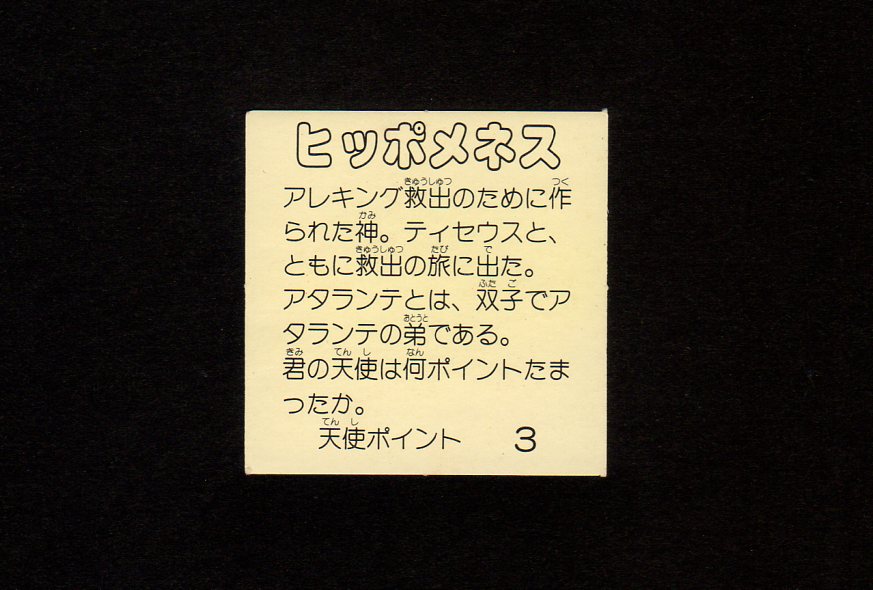 ヒッポメネス
アレキング救出のために作
られた神。ティセウスと、
ともに救出の旅に出た。
アタランテとは、双子でア
タランテの弟である。
君の天使は何ポイントたま
ったか。
天使ポイント 3